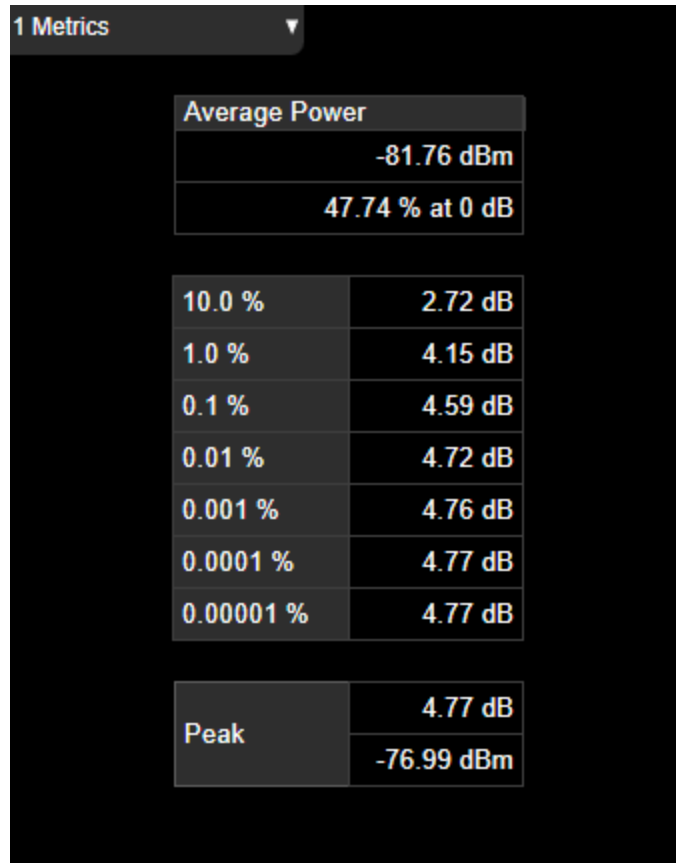 1 Metrics
Average Power
-81.76 dBm
47.74 % at 0 dB
10.0 % 2.72 dB
1.0 % 4.15 dB
0.1 % 4.59 dB
0.01 % 4.72 dB
0.001 % 4.76 dB
0.0001 % 4.77 dB
0.00001 % 4.77 dB
Peak
4.77 dB
-76.99 dBm